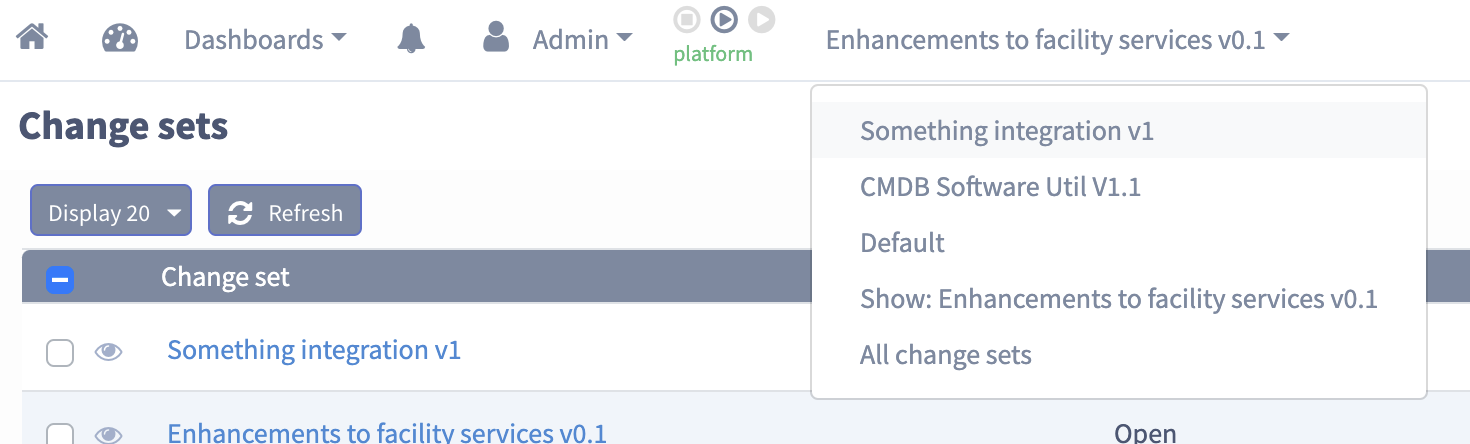 Dashboards
Admin
platform
Enhancements to facility services v0.1
Something integration v1
CMDB Software Util V1.1
Default
Show: Enhancements to facility services v0.1
All change sets
Change sets
Display 20
Refresh
Change set
Something integration v1
Enhancements to facility services v0.1
Open